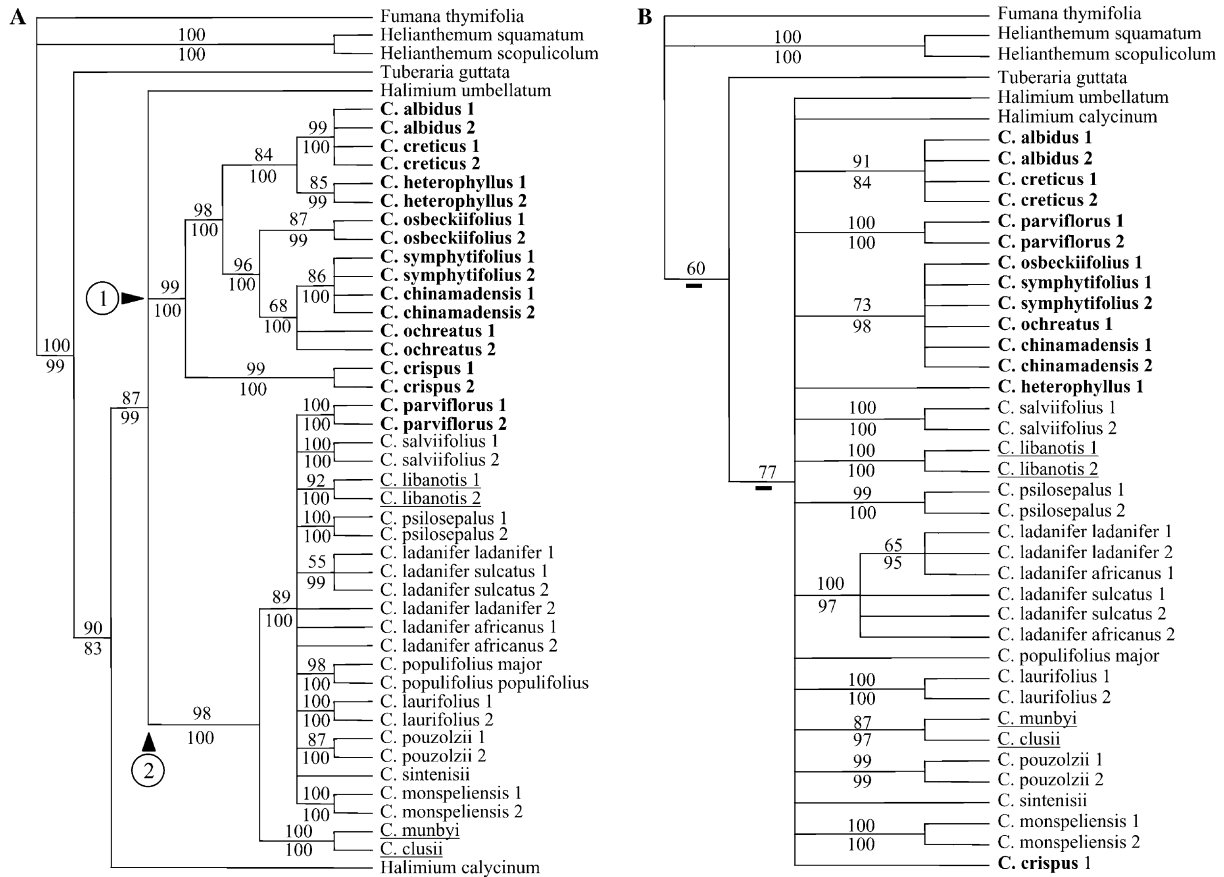 A
Fumana thymifolia
100
Helianthemum squamatum
100
Helianthemum scopulicolum
Tuberaria guttata
Halimium umbellatum
C. albidus 1
99
C. albidus 2
100
C. creticus 1
84
C. creticus 2
100
85
C. heterophyllus 1
99
C. heterophyllus 2
98
100
87
C. osbeckiifolius 1
99
C. osbeckiifolius 2
96
100
C. symphytifolius 1
86
C. symphytifolius 2
100
C. chinamadensis 1
1
99
100
68
C. chinamadensis 2
100
C. ochreatus 1
C. ochreatus 2
100
99
99
C. crispus 1
100
C. crispus 2
87
99
100
C. parviflorus 1
100
C. parviflorus 2
100
C. salviifolius 1
100
C. salviifolius 2
92
C. libanotis 1
100
C. libanotis 2
100
C. psilosepalus 1
100
C. psilosepalus 2
C. ladanifer ladanifer 1
55
C. ladanifer sulcatus 1
99
C. ladanifer sulcatus 2
89
C. ladanifer ladanifer 2
100
C. ladanifer africanus 1
90
83
C. ladanifer africanus 2
98
C. populifolius major
100
C. populifolius populifolius
100
C. laurifolius 1
98
100
100
C. laurifolius 2
87
C. pouzolzii 1
100
C. pouzolzii 2
2
C. sintenisii
100
C. monspeliensis 1
100
C. monspeliensis 2
100
C. munbyi
100
C. clusii
Halimium calycinum
B
Fumana thymifolia
100
Helianthemum squamatum
100
Helianthemum scopulicolum
Tuberaria guttata
Halimium umbellatum
Halimium calycinum
C. albidus 1
91
C. albidus 2
84
C. creticus 1
C. creticus 2
100
C. parviflorus 1
100
C. parviflorus 2
60
C. osbeckiifolius 1
C. symphytifolius 1
73
C. symphytifolius 2
98
C. ochreatus 1
C. chinamadensis 1
C. chinamadensis 2
C. heterophyllus 1
100
C. salviifolius 1
100
C. salviifolius 2
100
C. libanotis 1
100
C. libanotis 2
77
99
C. psilosepalus 1
100
C. psilosepalus 2
C. ladanifer ladanifer 1
65
C. ladanifer ladanifer 2
95
C. ladanifer africanus 1
100
97
C. ladanifer sulcatus 1
C. ladanifer sulcatus 2
C. ladanifer africanus 2
C. populifolius major
100
C. laurifolius 1
100
C. laurifolius 2
87
C. munbyi
97
C. clusii
99
C. pouzolzii 1
99
C. pouzolzii 2
C. sintenisii
100
C. monspeliensis 1
100
C. monspeliensis 2
C. crispus 1